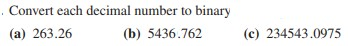 . Convert each decimal number to binary
(a) 263.26 (b) 5436.762 (c) 234543.0975